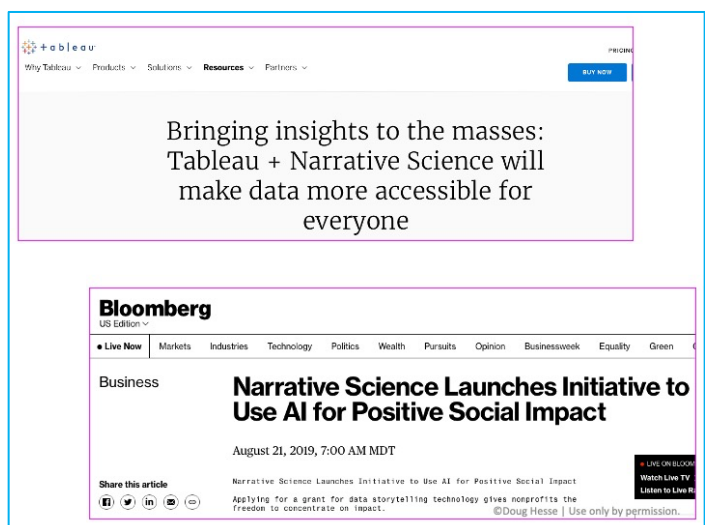 tableau
PRICING
Why Tableau Products Solutions Resources Partners
BUY NOW
Bringing insights to the masses:
Tableau + Narrative Science will
make data more accessible for
everyone
Bloomberg
US Edition
Live Now Markets Industries Technology Politics Wealth Pursuits Opinion Businessweek Equality Green
Business
Narrative Science Launches Initiative to
Use AI for Positive Social Impact
August 21, 2019, 7:00 AM MDT
LIVE ON BLOOM
Share this article
Narrative Science Launches Initiative to Use AI for Positive Social Impact
Watch Live TV
Listen to Live Ra
Applying for a grant for data storytelling technology gives nonprofits the
freedom to concentrate on impact.
©Doug Hesse | Use only by permission.